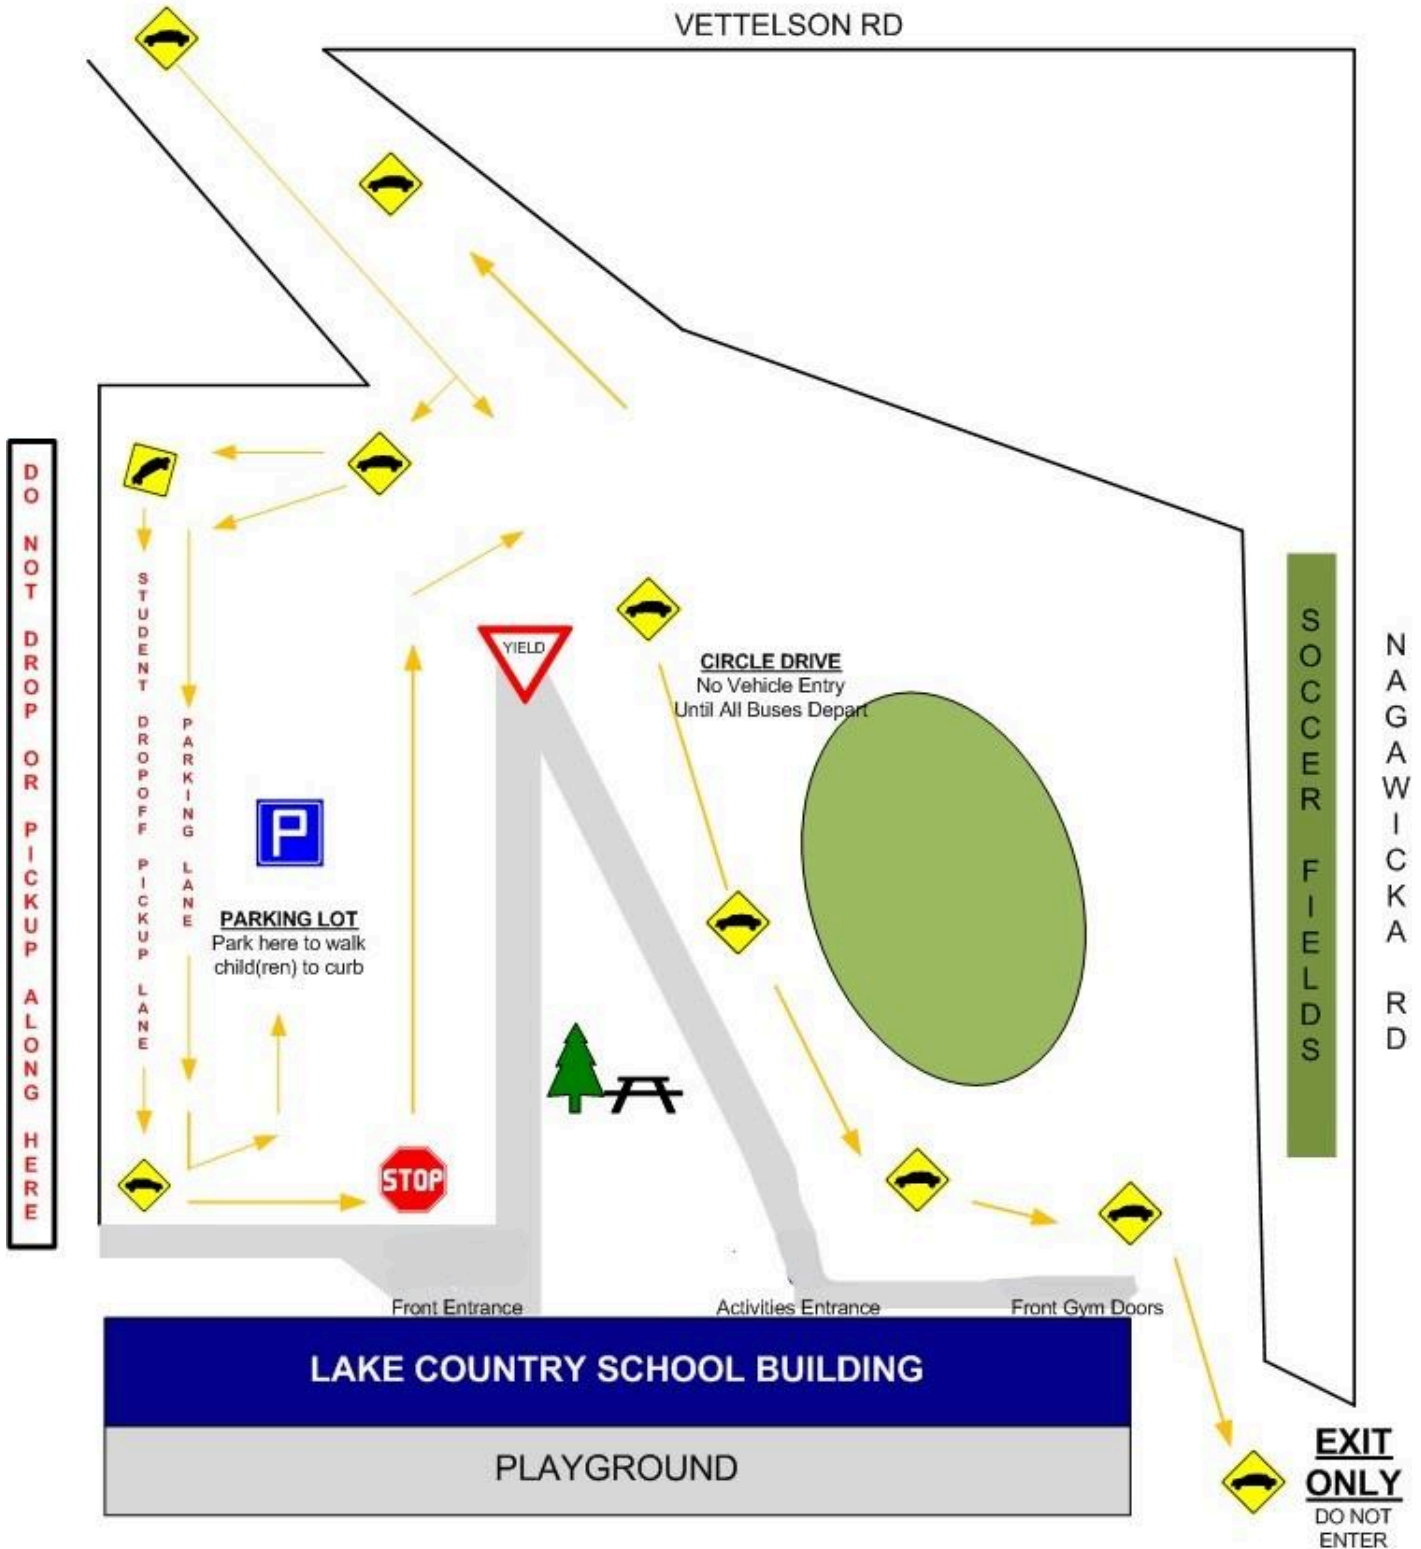 VETTELSON RD
DO NOT DROP OR PICKUP ALONG HERE
STUDENT DROPOFF PICKUP LANE
PARKING LANE
YIELD
CIRCLE DRIVE
No Vehicle Entry
Until All Buses Depart
SOCCER FIELDS
NAGAWICKA RD
P
PARKING LOT
Park here to walk
child(ren) to curb
STOP
Front Entrance
Activities Entrance
Front Gym Doors
LAKE COUNTRY SCHOOL BUILDING
PLAYGROUND
EXIT
ONLY
DO NOT
ENTER